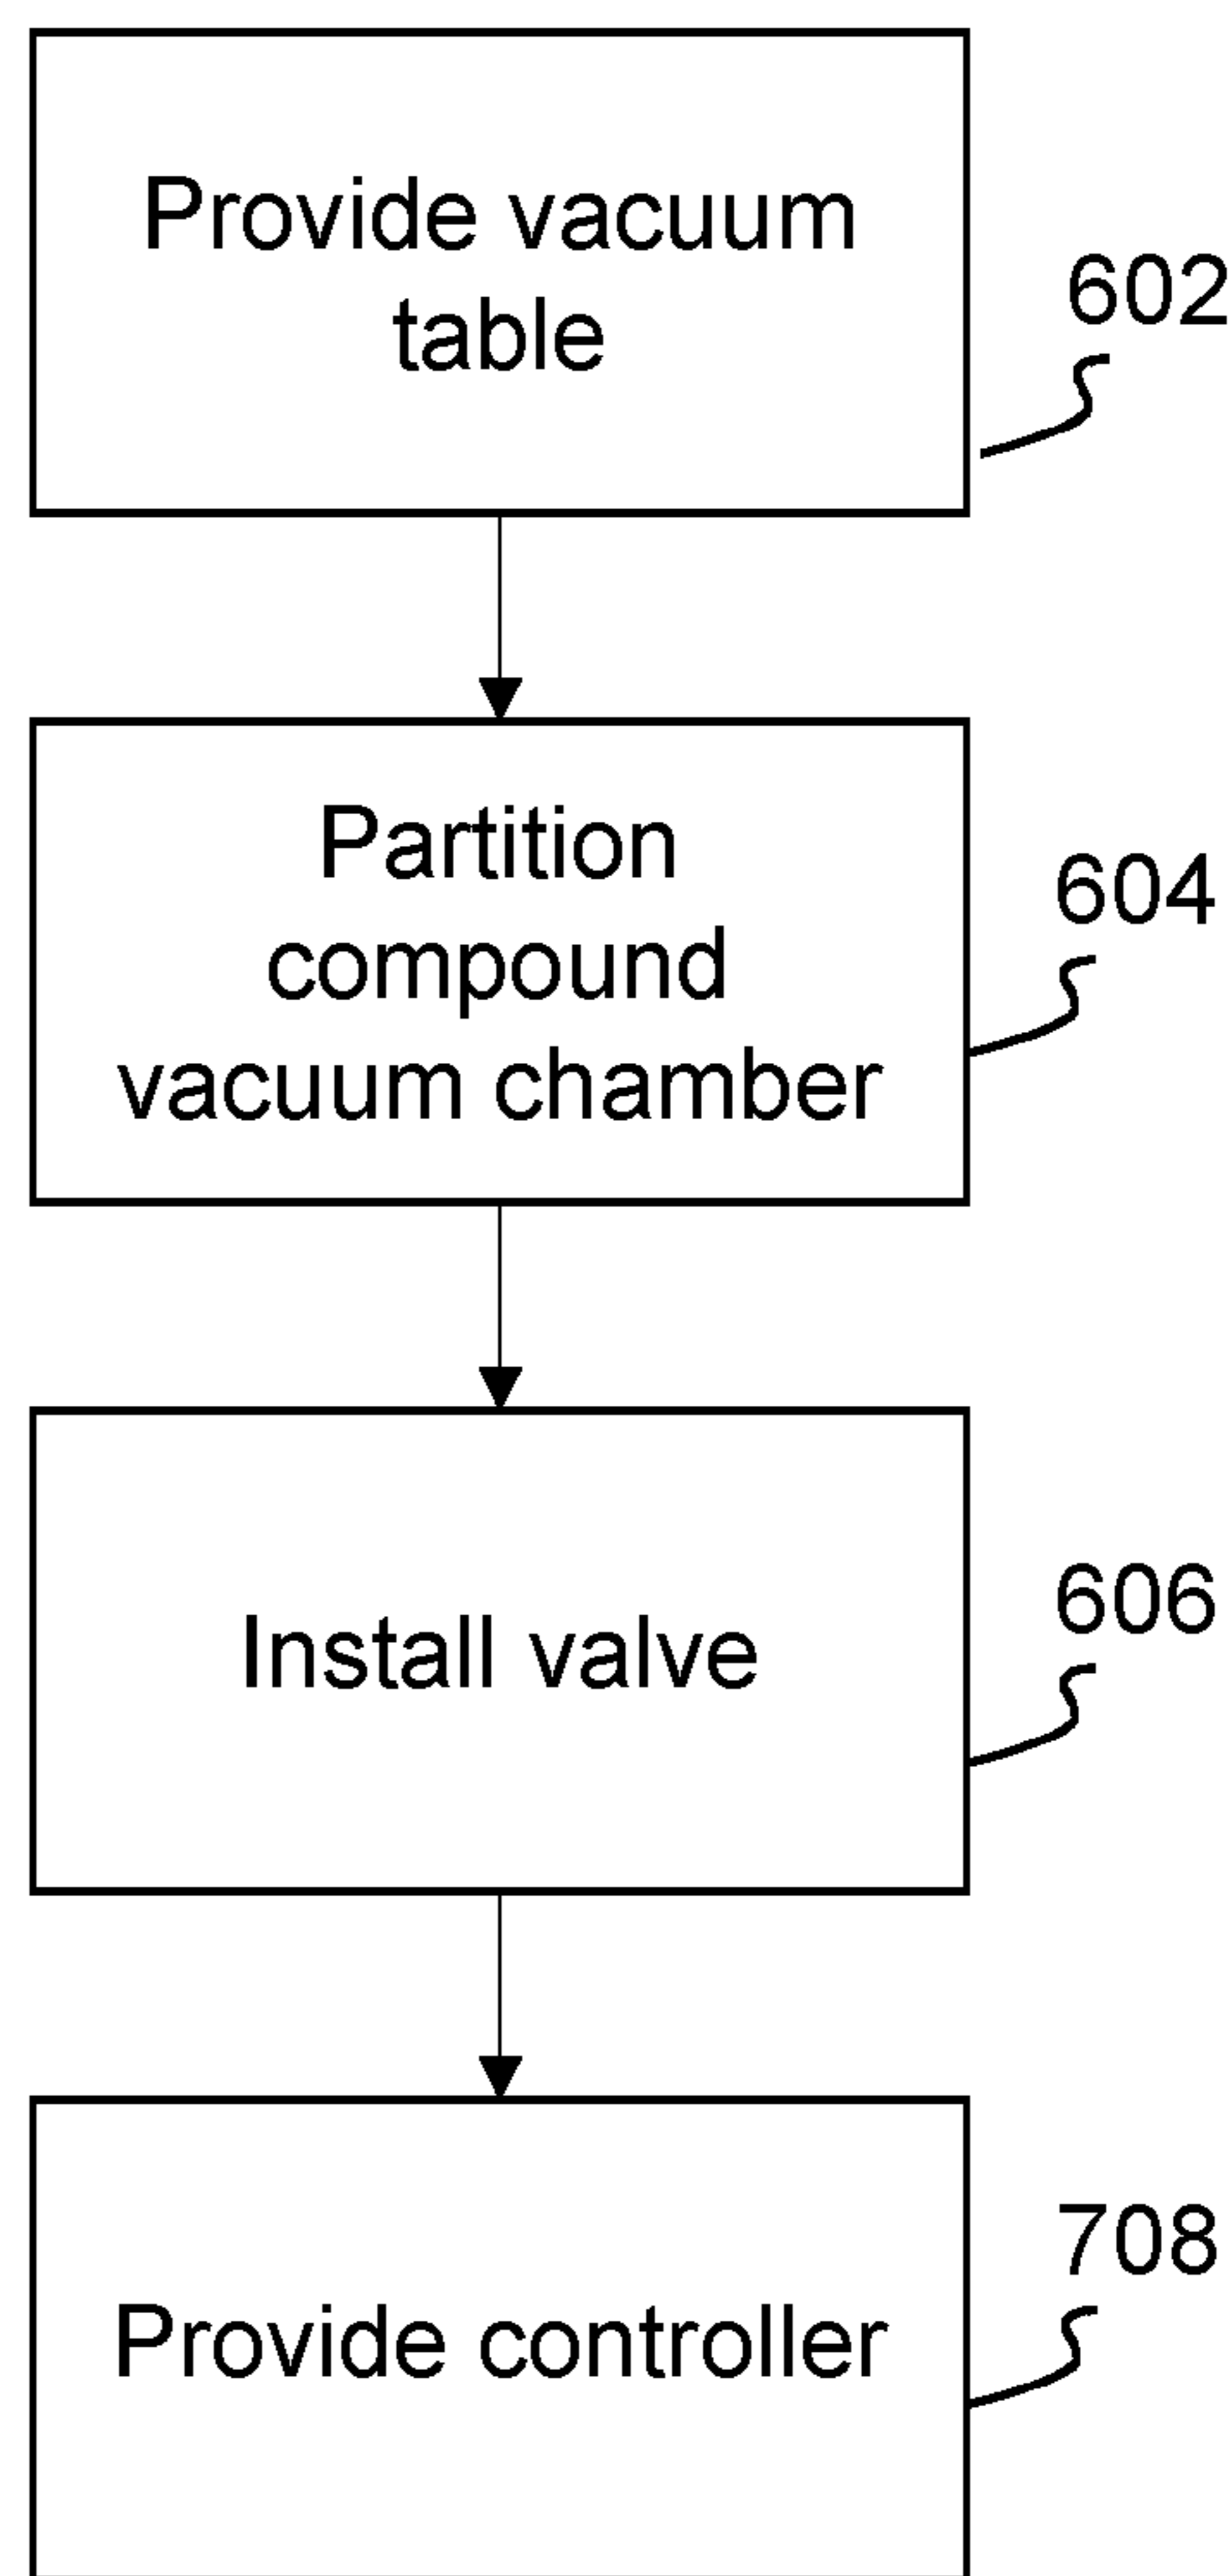 Provide vacuum
table
602
Partition
compound
vacuum chamber
604
Install valve
606
Provide controller
708